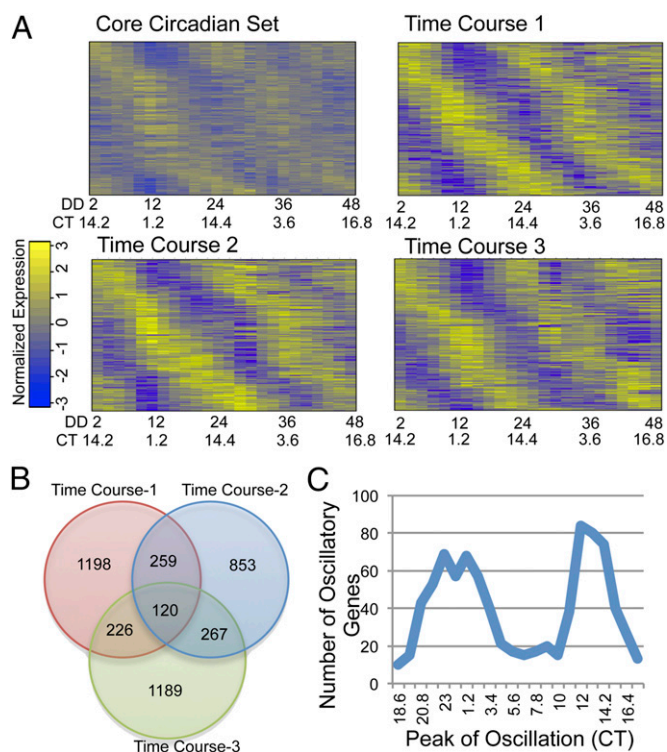 A
Core Circadian Set
Time Course 1
DD 2 12 24 36 48
CT 14.2 1.2 14.4 3.6 16.8
2 12 24 36 48
14.2 1.2 14.4 3.6 16.8
Normalized Expression
3
2
1
0
-1
-2
-3
Time Course 2
Time Course 3
DD 2 12 24 36 48
CT 14.2 1.2 14.4 3.6 16.8
2 12 24 36 48
14.2 1.2 14.4 3.6 16.8
B
Time Course-1
Time Course-2
1198
259
853
120
226
267
1189
Time Course-3
C
Number of Oscillatory
Genes
100
80
60
40
20
0
18.6 20.8 23 1.2 3.4 5.6 7.8 10 12 14.2 16.4
Peak of Oscillation (CT)